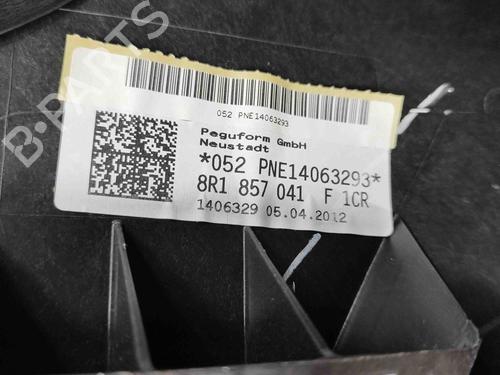 052 PNE14063293
Peguform GmbH
Neustadt
*052 PNE14063293*
8R1 857 041 F 1CR
1406329 05.04.2012
B-PARTS